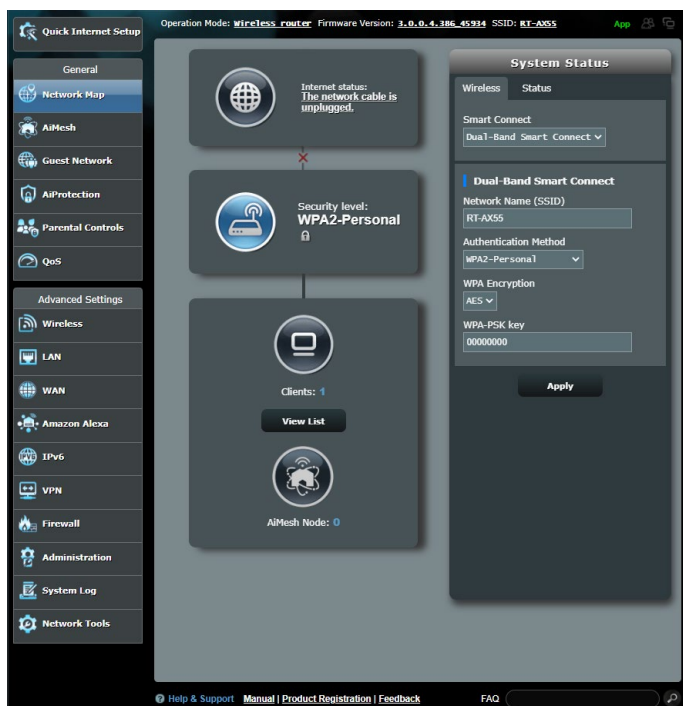 Quick Internet Setup
Operation Mode: Wireless router Firmware Version: 3.0.0.4.386_45934 SSID: RT-AX55
App
General
Network Map
AiMesh
Guest Network
AiProtection
Parental Controls
QoS
Advanced Settings
Wireless
LAN
WAN
Amazon Alexa
IPv6
VPN
Firewall
Administration
System Log
Network Tools
Internet status:
The network cable is
unplugged.
Security level:
WPA2-Personal
Clients: 1
View List
AiMesh Node: 0
System Status
Wireless Status
Smart Connect
Dual-Band Smart Connect
Dual-Band Smart Connect
Network Name (SSID)
RT-AX55
Authentication Method
WPA2-Personal
WPA Encryption
AES
WPA-PSK key
00000000
Apply
Help & Support Manual | Product Registration | Feedback FAQ